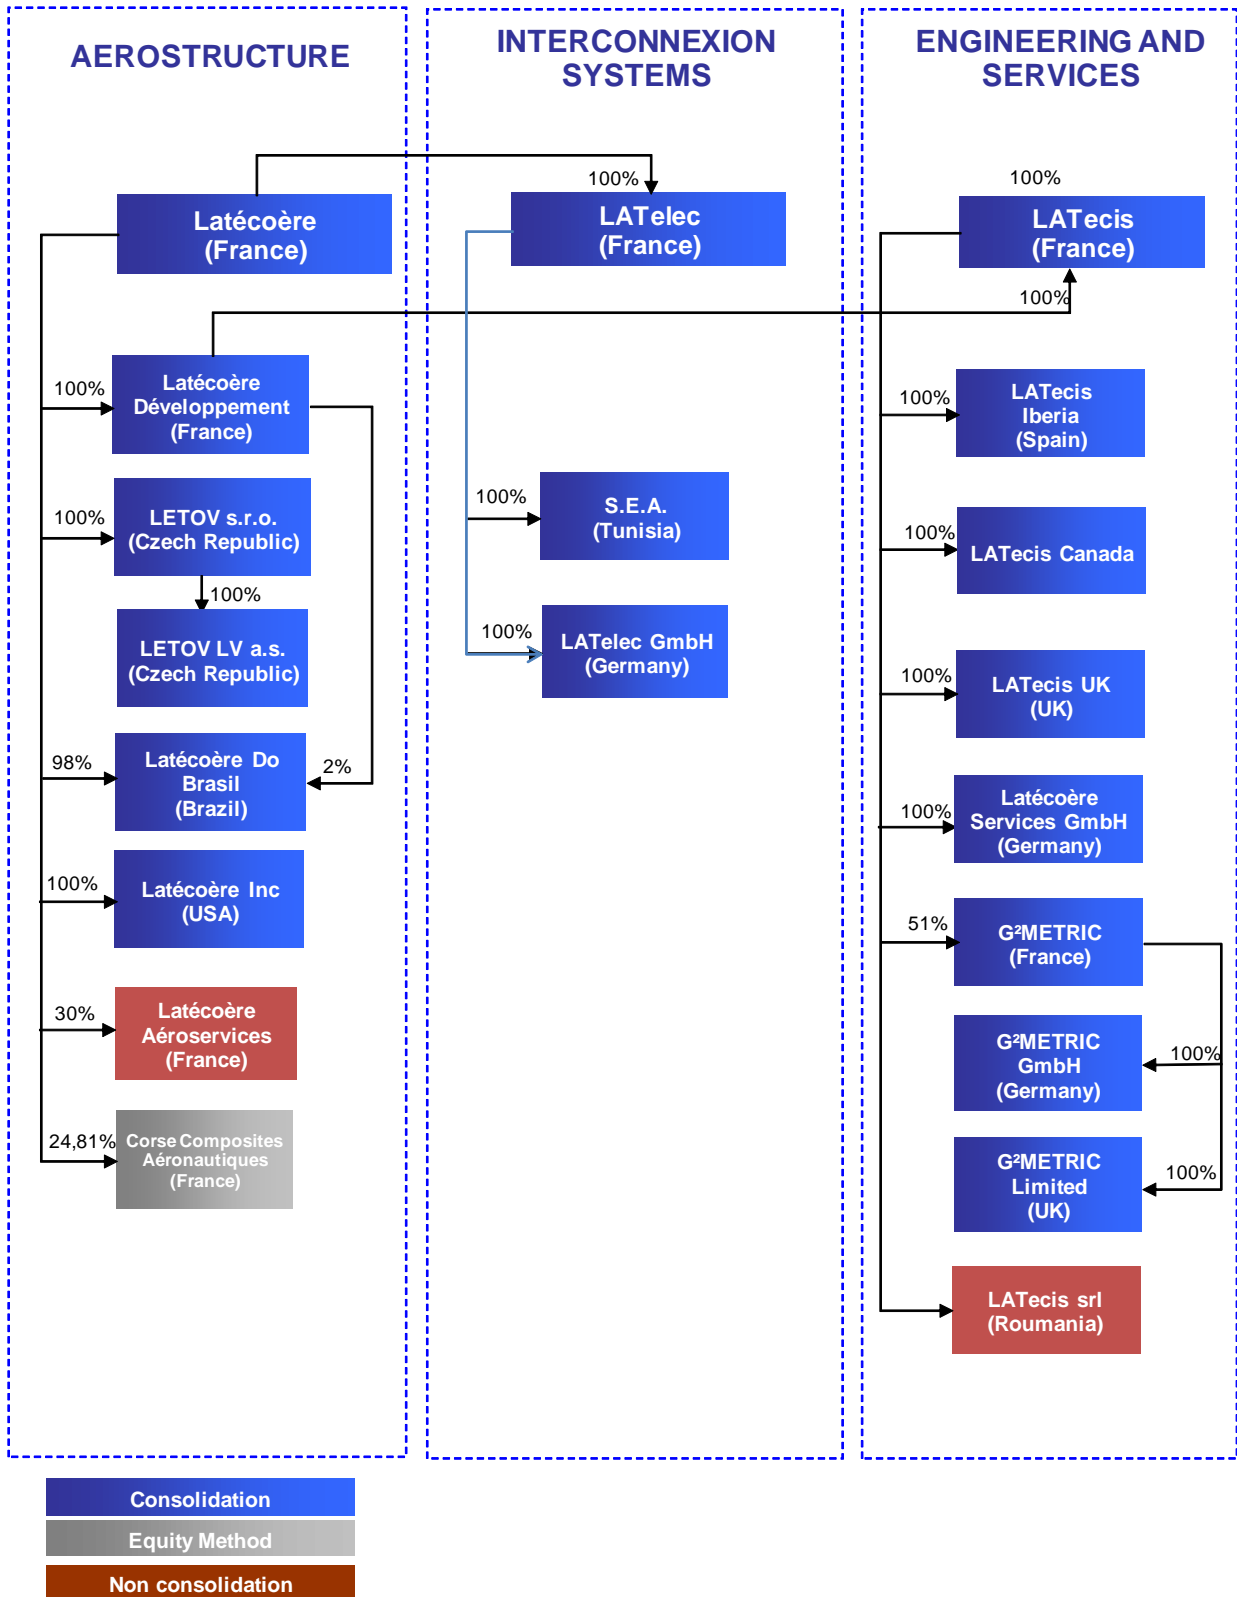 AEROSTRUCTURE
Latécoère
(France)
100%
Latécoère
Développement
(France)
100%
LETOV s.r.o.
(Czech Republic)
100%
LETOV LV a.s.
(Czech Republic)
98%
Latécoère Do
Brasil
(Brazil)
2%
100%
Latécoère Inc
(USA)
30%
Latécoère
Aéroservices
(France)
24,81%
Corse Composites
Aéronautiques
(France)
INTERCONNEXION
SYSTEMS
100%
LATelec
(France)
100%
S.E.A.
(Tunisia)
100%
LATelec GmbH
(Germany)
ENGINEERING AND
SERVICES
100%
LATecis
(France)
100%
100%
LATecis
Iberia
(Spain)
100%
LATecis Canada
100%
LATecis UK
(UK)
100%
Latécoère
Services GmbH
(Germany)
51%
G²METRIC
(France)
G²METRIC
GmbH
(Germany)
100%
G²METRIC
Limited
(UK)
100%
LATecis srl
(Roumania)
Consolidation
Equity Method
Non consolidation